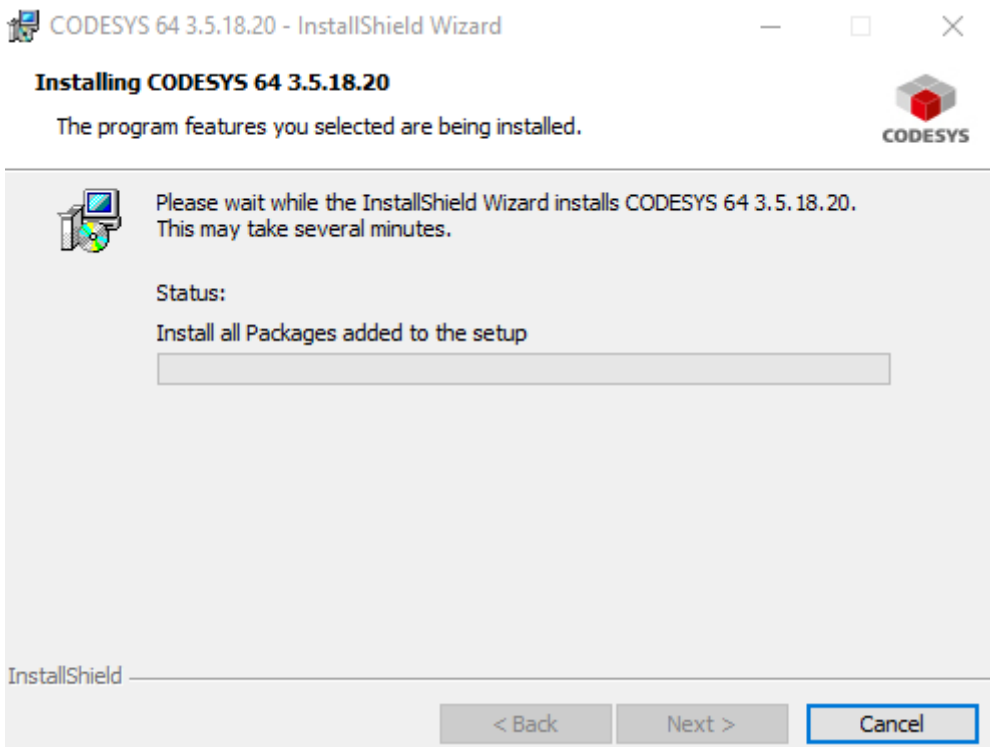 CODESYS 64 3.5.18.20 - InstallShield Wizard
Installing CODESYS 64 3.5.18.20
The program features you selected are being installed.
CODESYS
Please wait while the InstallShield Wizard installs CODESYS 64 3.5.18.20.
This may take several minutes.
Status:
Install all Packages added to the setup
InstallShield
< Back
Next >
Cancel